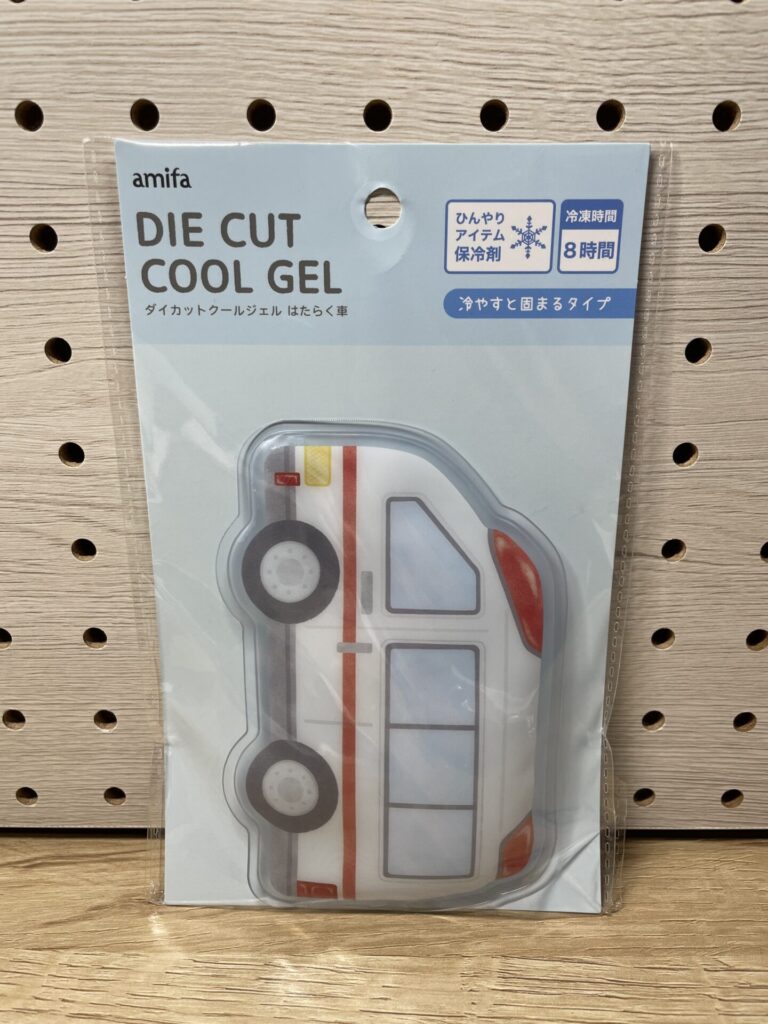 amifa
DIE CUT
COOL GEL
ダイカットクールジェル はたらく車
ひんやり
アイテム
保冷剤
冷凍時間
8時間
冷やすと固まるタイプ